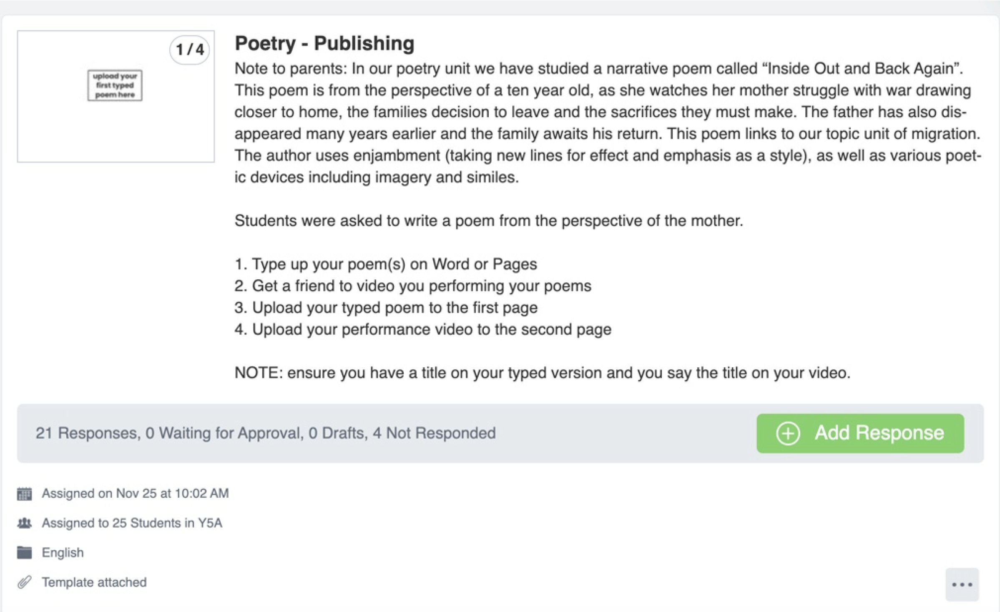 1 / 4
upload your
first typed
poem here
Poetry - Publishing
Note to parents: In our poetry unit we have studied a narrative poem called “Inside Out and Back Again”.
This poem is from the perspective of a ten year old, as she watches her mother struggle with war drawing
closer to home, the families decision to leave and the sacrifices they must make. The father has also dis-
appeared many years earlier and the family awaits his return. This poem links to our topic unit of migration.
The author uses enjambment (taking new lines for effect and emphasis as a style), as well as various poet-
ic devices including imagery and similes.
Students were asked to write a poem from the perspective of the mother.
1. Type up your poem(s) on Word or Pages
2. Get a friend to video you performing your poems
3. Upload your typed poem to the first page
4. Upload your performance video to the second page
NOTE: ensure you have a title on your typed version and you say the title on your video.
21 Responses, 0 Waiting for Approval, 0 Drafts, 4 Not Responded
Add Response
Assigned on Nov 25 at 10:02 AM
Assigned to 25 Students in Y5A
English
Template attached